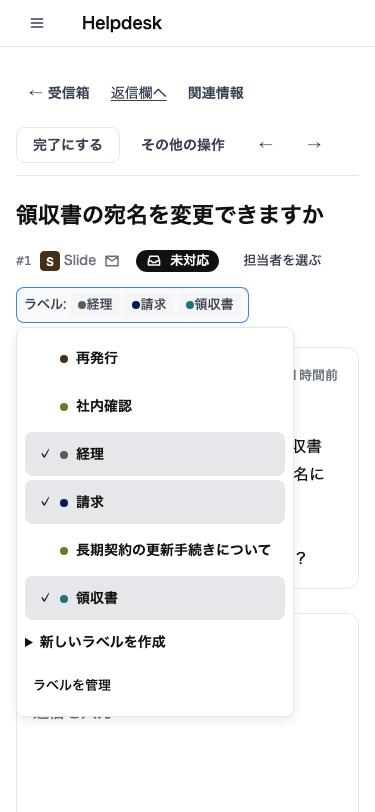 Helpdesk
← 受信箱 返信欄へ 関連情報
完了にする その他の操作 ← →
領収書の宛名を変更できますか
#1 S Slide 未対応 担当者を選ぶ
ラベル: 経理 請求 領収書
時間前
再発行
社内確認
収書
✓ 経理
名に
✓ 請求
長期契約の更新手続きについて
?
✓ 領収書
▶ 新しいラベルを作成
ラベルを管理